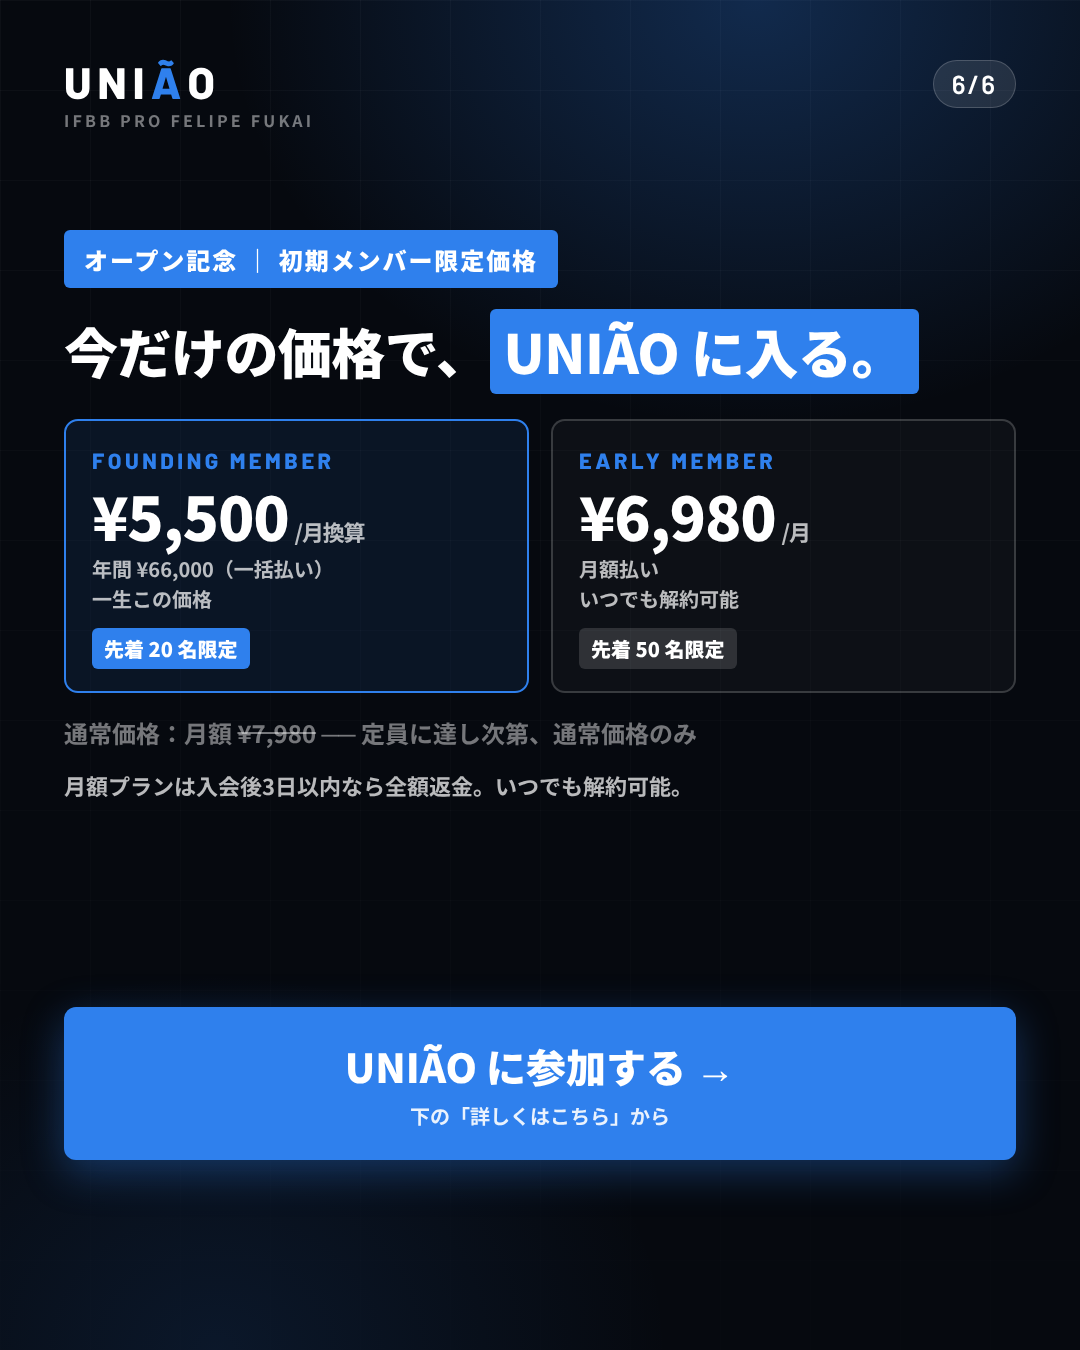 UNIÃO
6/6
IFBB PRO FELIPE FUKAI
オープン記念 ｜ 初期メンバー限定価格
今だけの価格で、UNIÃO に入る。
FOUNDING MEMBER
¥5,500 /月換算
年間 ¥66,000（一括払い）
一生この価格
先着 20 名限定
EARLY MEMBER
¥6,980 /月
月額払い
いつでも解約可能
先着 50 名限定
通常価格：月額 ¥7,980 ── 定員に達し次第、通常価格のみ
月額プランは入会後3日以内なら全額返金。いつでも解約可能。
UNIÃO に参加する →
下の「詳しくはこちら」から